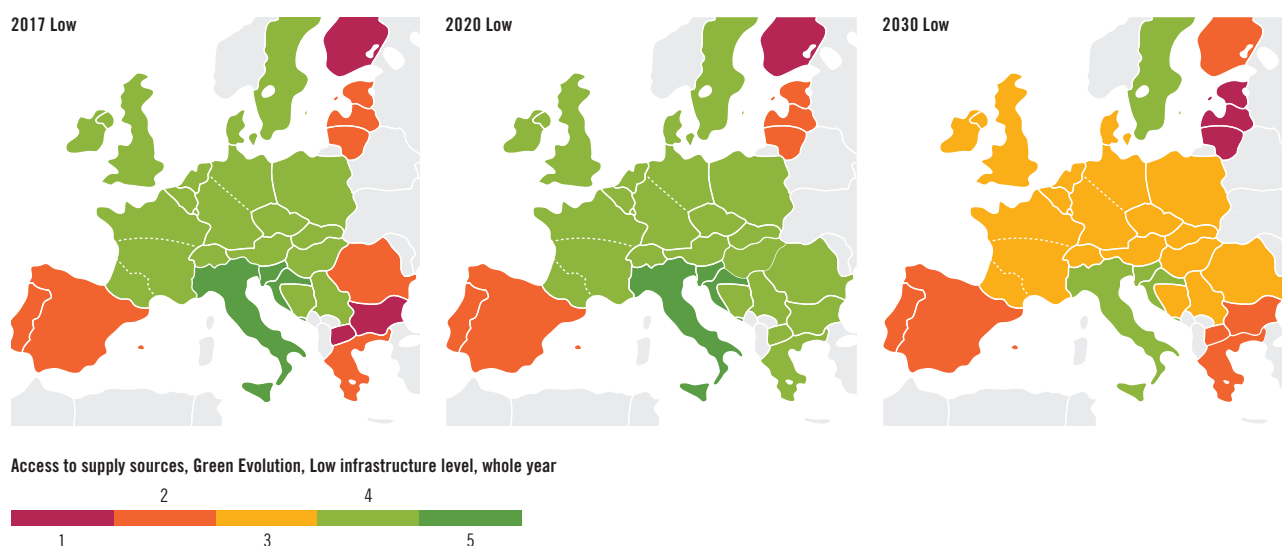 2017 Low
2020 Low
2030 Low
Access to supply sources, Green Evolution, Low infrastructure level, whole year
2 4
1 3 5